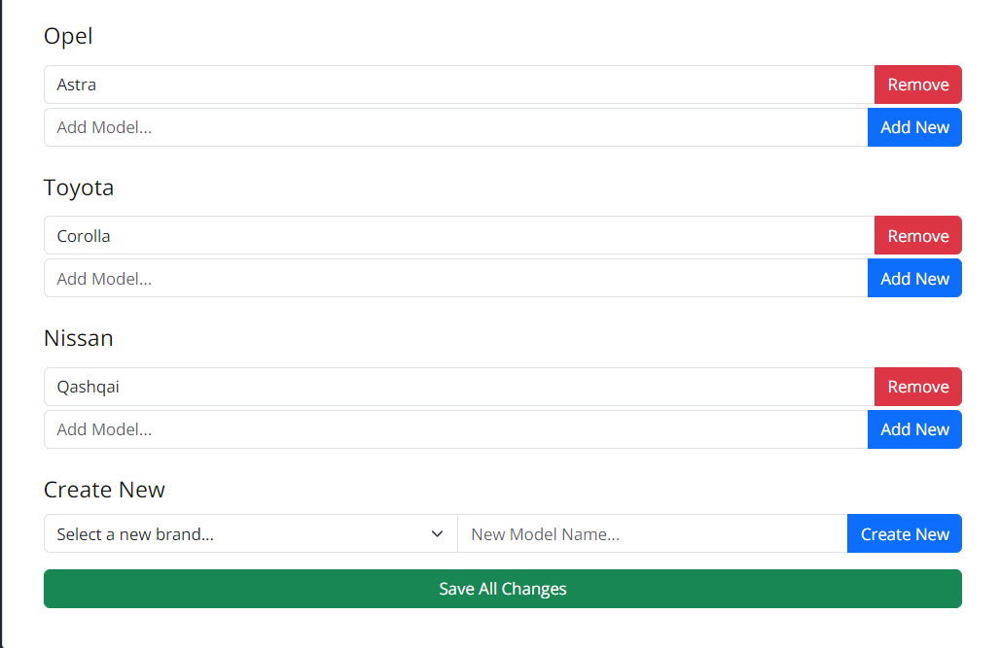 Opel
Astra Remove
Add Model... Add New
Toyota
Corolla Remove
Add Model... Add New
Nissan
Qashqai Remove
Add Model... Add New
Create New
Select a new brand... New Model Name... Create New
Save All Changes